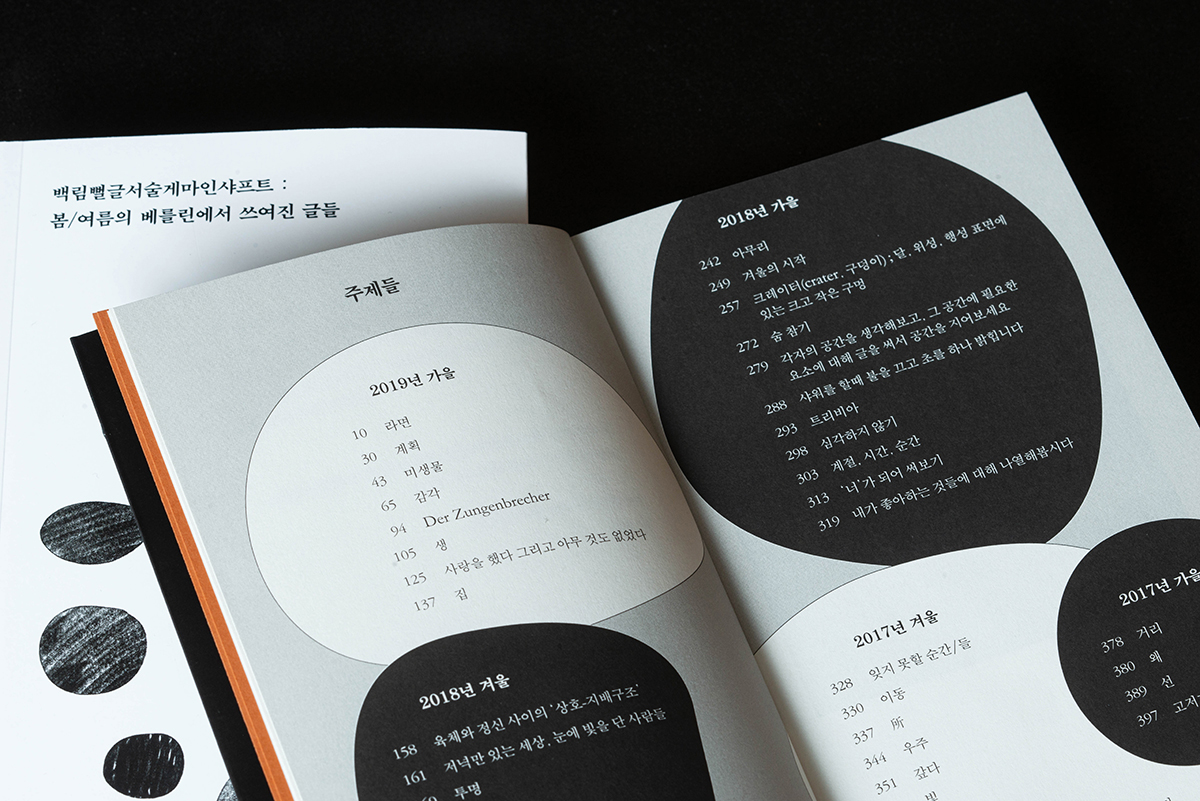 백림뻘글서술게마인샤프트 :
봄/여름의 베를린에서 쓰여진 글들
주제들
2019년 가을
10 라면
30 계획
43 미생물
65 감각
94 Der Zungenbrecher
105 생
125 사랑을 했다 그리고 아무 것도 없었다
137 집
2018년 겨울
158 육체와 정신 사이의 '상호-지배구조'
161 저녁만 있는 세상, 눈에 빛을 단 사람들
투명
2018년 가을
242 아무리
249 겨울의 시작
257 크레이터(crater, 구덩이) ; 달, 위성, 행성 표면에
있는 크고 작은 구멍
272 숨 참기
279 각자의 공간을 생각해보고, 그 공간에 필요한
요소에 대해 글을 써서 공간을 지어보세요
288 샤워를 할때 불을 끄고 초를 하나 밝힙니다
293 트리비아
298 심각하지 않기
303 계절, 시간, 순간
313 '너'가 되어 써보기
319 내가 좋아하는 것들에 대해 나열해봅시다
2017년 겨울
328 잊지 못할 순간/들
330 이동
337 所
344 우주
351 갚다
2017년 가을
378 거리
380 왜
389 선
397 고저